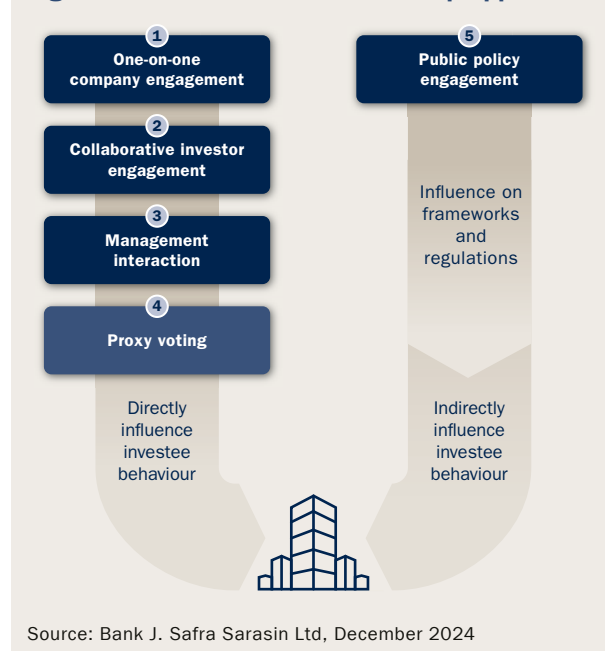 1
One-on-one
company engagement
2
Collaborative investor
engagement
3
Management
interaction
4
Proxy voting
Directly
influence
investee
behaviour
5
Public policy
engagement
Influence on
frameworks
and
regulations
Indirectly
influence
investee
behaviour
Source: Bank J. Safra Sarasin Ltd, December 2024